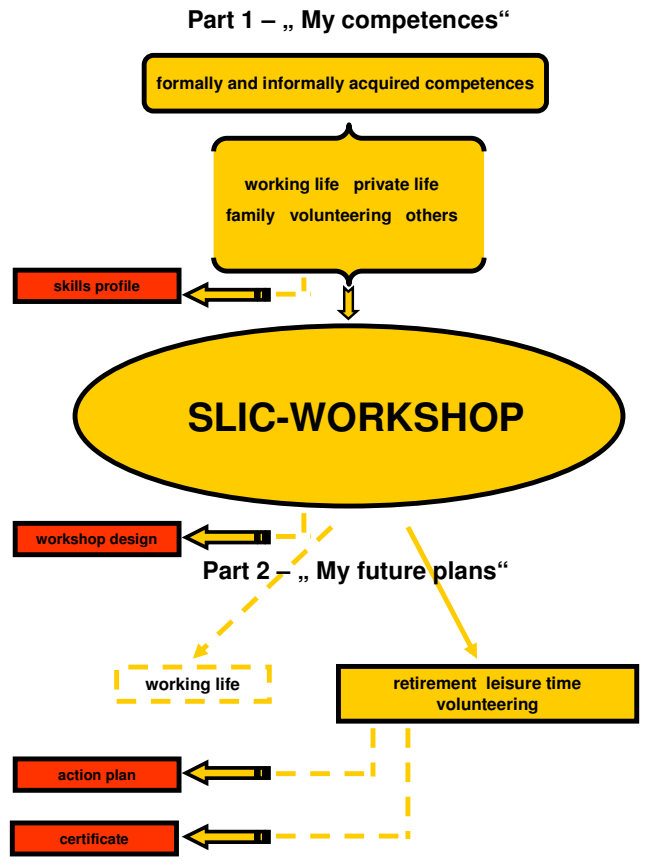 Part 1 – „ My competences“
formally and informally acquired competences
working life private life
family volunteering others
skills profile
SLIC-WORKSHOP
workshop design
Part 2 – „ My future plans“
working life
retirement leisure time
volunteering
action plan
certificate